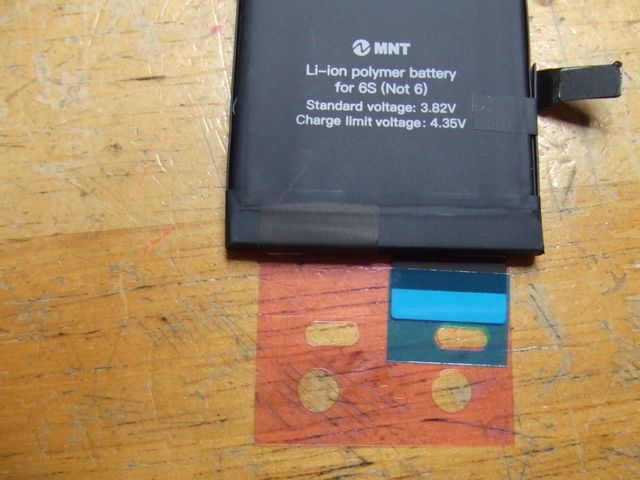 MNT
Li-ion polymer battery
for 6S (Not 6)
Standard voltage: 3.82V
Charge limit voltage: 4.35V